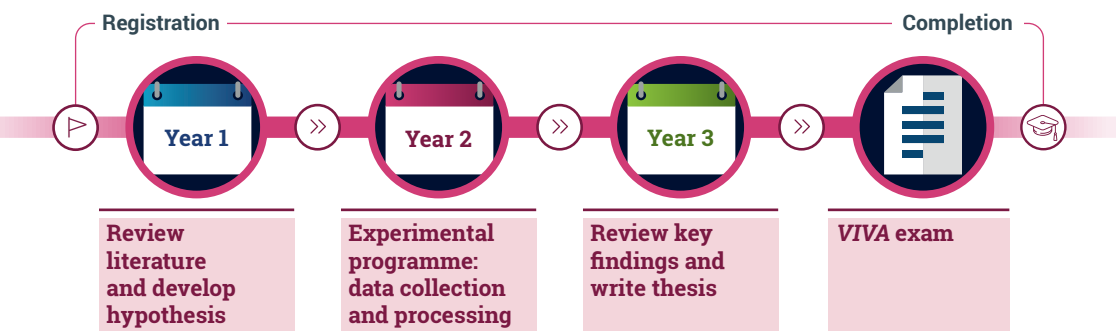 Registration
Completion
Year 1
Year 2
Year 3
Review
literature
and develop
hypothesis
Experimental
programme:
data collection
and processing
Review key
findings and
write thesis
VIVA exam